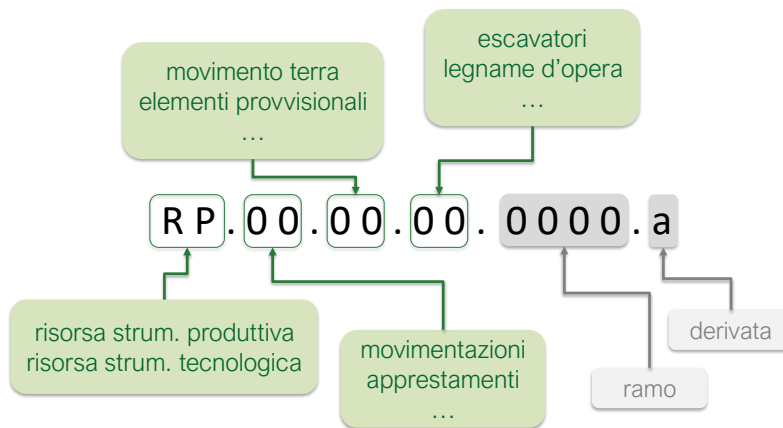 escavatori
legname d'opera
...
movimento terra
elementi provvisionali
...
RP.00.00.00.0000.a
risorsa strum. produttiva
risorsa strum. tecnologica
movimentazioni
apprestamenti
...
derivata
ramo